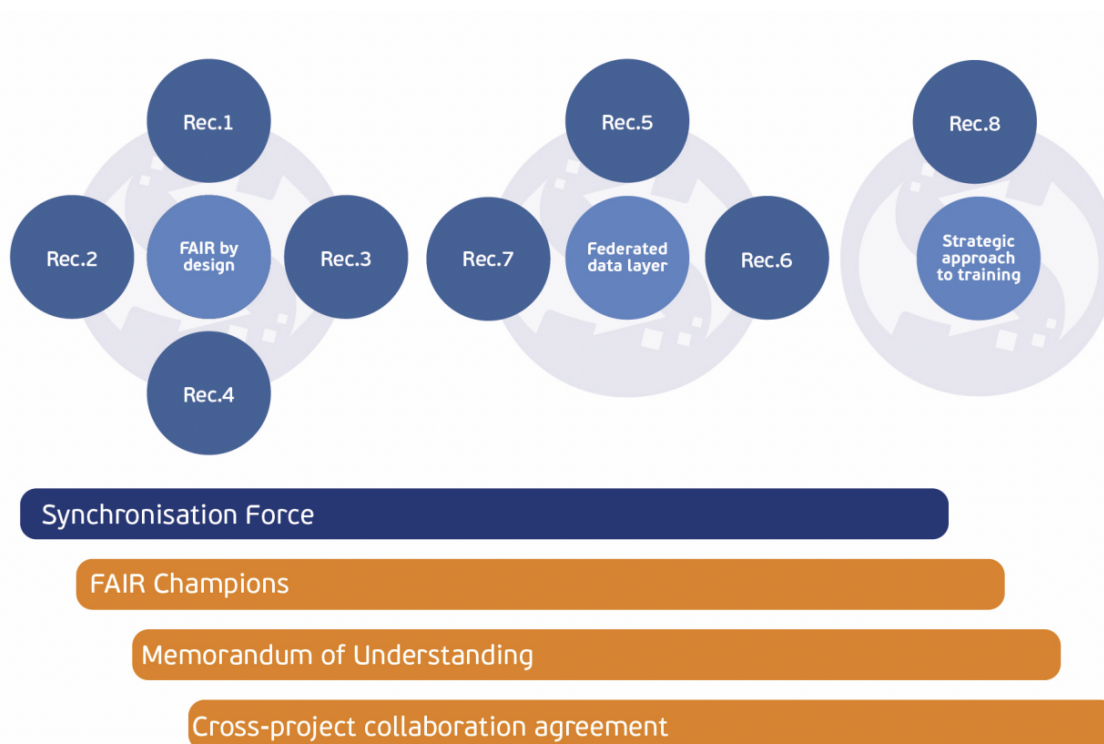 Rec.1
Rec.2
FAIR by
design
Rec.3
Rec.4
Rec.5
Rec.7
Federated
data layer
Rec.6
Rec.8
Strategic
approach
to training
Synchronisation Force
FAIR Champions
Memorandum of Understanding
Cross-project collaboration agreement